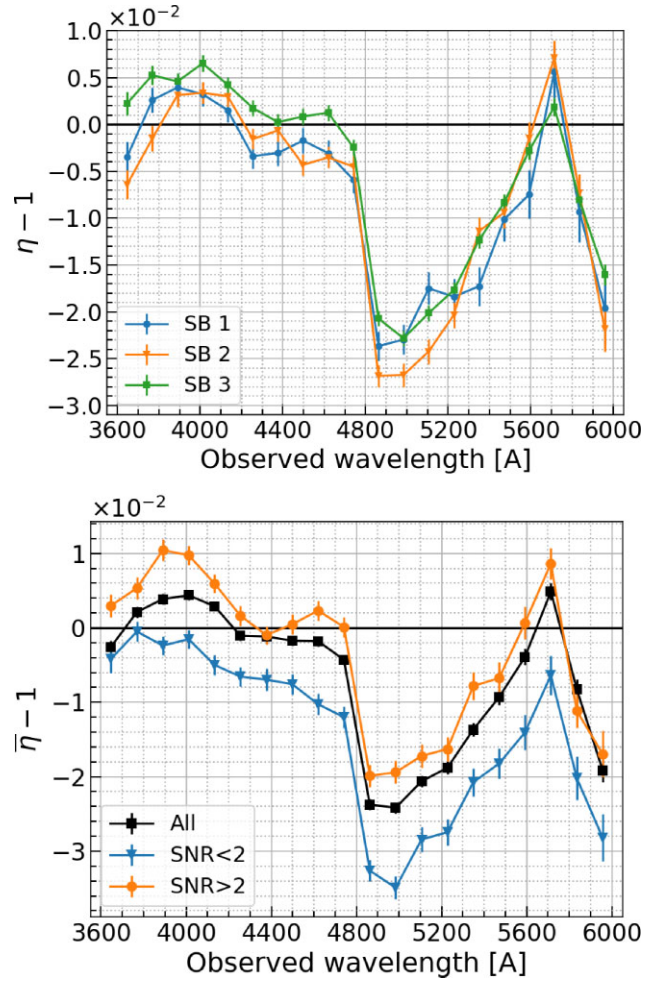 ×10⁻²
1.0
0.5
0.0
−0.5
−1.0
−1.5
−2.0
−2.5
−3.0
η − 1
SB 1
SB 2
SB 3
3600 4000 4400 4800 5200 5600 6000
Observed wavelength [A]
×10⁻²
1
0
−1
−2
−3
η̅ − 1
All
SNR<2
SNR>2
3600 4000 4400 4800 5200 5600 6000
Observed wavelength [A]